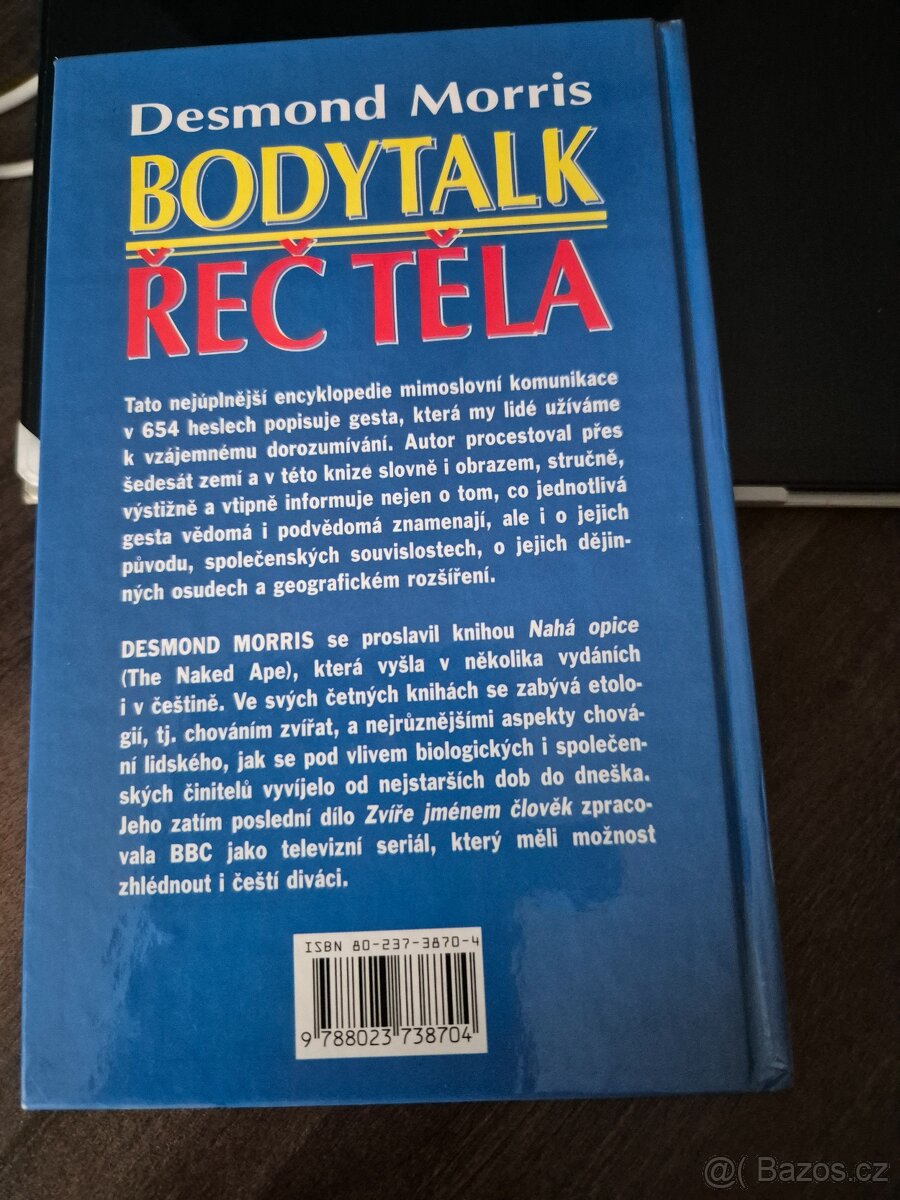 Desmond Morris
BODYTALK
ŘEČ TĚLA
Tato nejúplnější encyklopedie mimoslovní komunikace
v 654 heslech popisuje gesta, která my lidé užíváme
k vzájemnému dorozumívání. Autor procestoval přes
šedesát zemí a v této knize slovně i obrazem, stručně,
výstižně a vtipně informuje nejen o tom, co jednotlivá
gesta vědomá i podvědomá znamenají, ale i o jejich
původu, společenských souvislostech, o jejich dějin-
ných osudech a geografickém rozšíření.
DESMOND MORRIS se proslavil knihou Nahá opice
(The Naked Ape), která vyšla v několika vydáních
i v češtině. Ve svých četných knihách se zabývá etolo-
gií, tj. chováním zvířat, a nejrůznějšími aspekty chová-
ní lidského, jak se pod vlivem biologických i společen-
ských činitelů vyvíjelo od nejstarších dob do dneška.
Jeho zatím poslední dílo Zvíře jménem člověk zpraco-
vala BBC jako televizní seriál, který měli možnost
zhlédnout i čeští diváci.
ISBN 80-237-3870-4
9 788023 738704
@( Bazos.cz